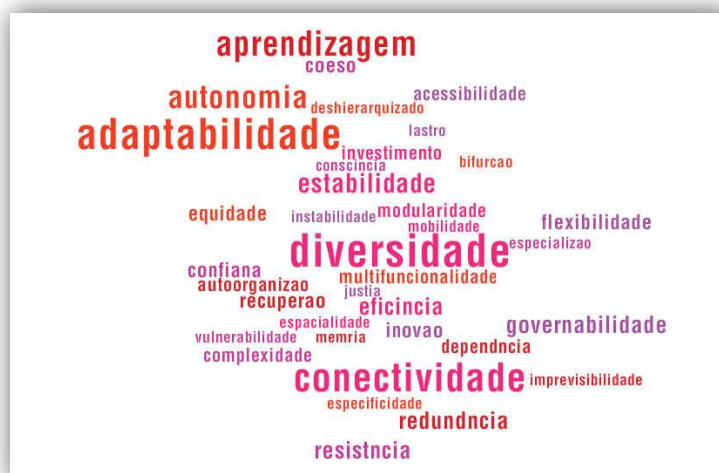 aprendizagem
coeso
autonomia deshierarquizado acessibilidade
adaptabilidade lastro
investimento
conscincia bifurcao
estabilidade
equidade instabilidade modularidade flexibilidade
mobilidade
diversidade especializao
confiana multifuncionalidade
autoorganizao justia
recuperao eficincia
espacialidade inovao governabilidade
vulnerabilidade memria dependncia
complexidade
conectividade imprevisibilidade
especificidade
redundncia
resistncia